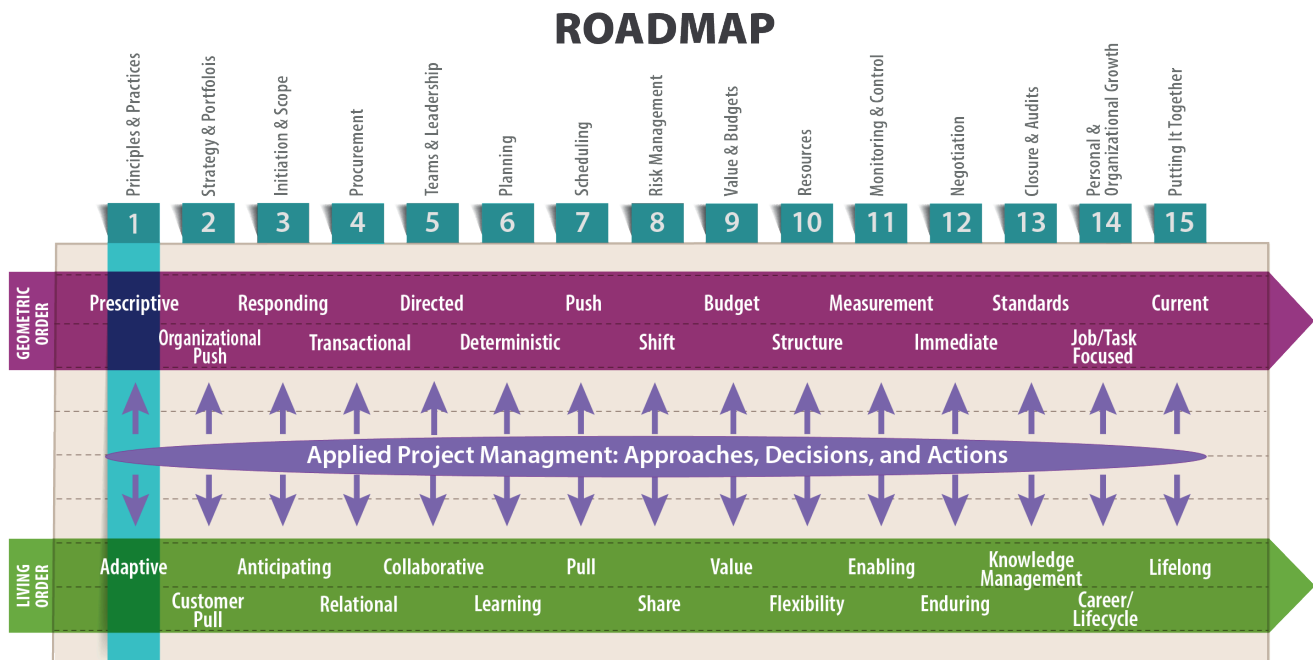 ROADMAP
Principles & Practices
Strategy & Portfolois
Initiation & Scope
Procurement
Teams & Leadership
Planning
Scheduling
Risk Management
Value & Budgets
Resources
Monitoring & Control
Negotiation
Closure & Audits
Personal &
Organizational Growth
Putting It Together
1 2 3 4 5 6 7 8 9 10 11 12 13 14 15
GEOMETRIC
ORDER
Prescriptive Responding Directed Push Budget Measurement Standards Current
Organizational
Push
Transactional Deterministic Shift Structure Immediate
Job/Task
Focused
Applied Project Managment: Approaches, Decisions, and Actions
LIVING
ORDER
Adaptive Anticipating Collaborative Pull Value Enabling
Knowledge
Management
Lifelong
Customer
Pull
Relational Learning Share Flexibility Enduring
Career/
Lifecycle